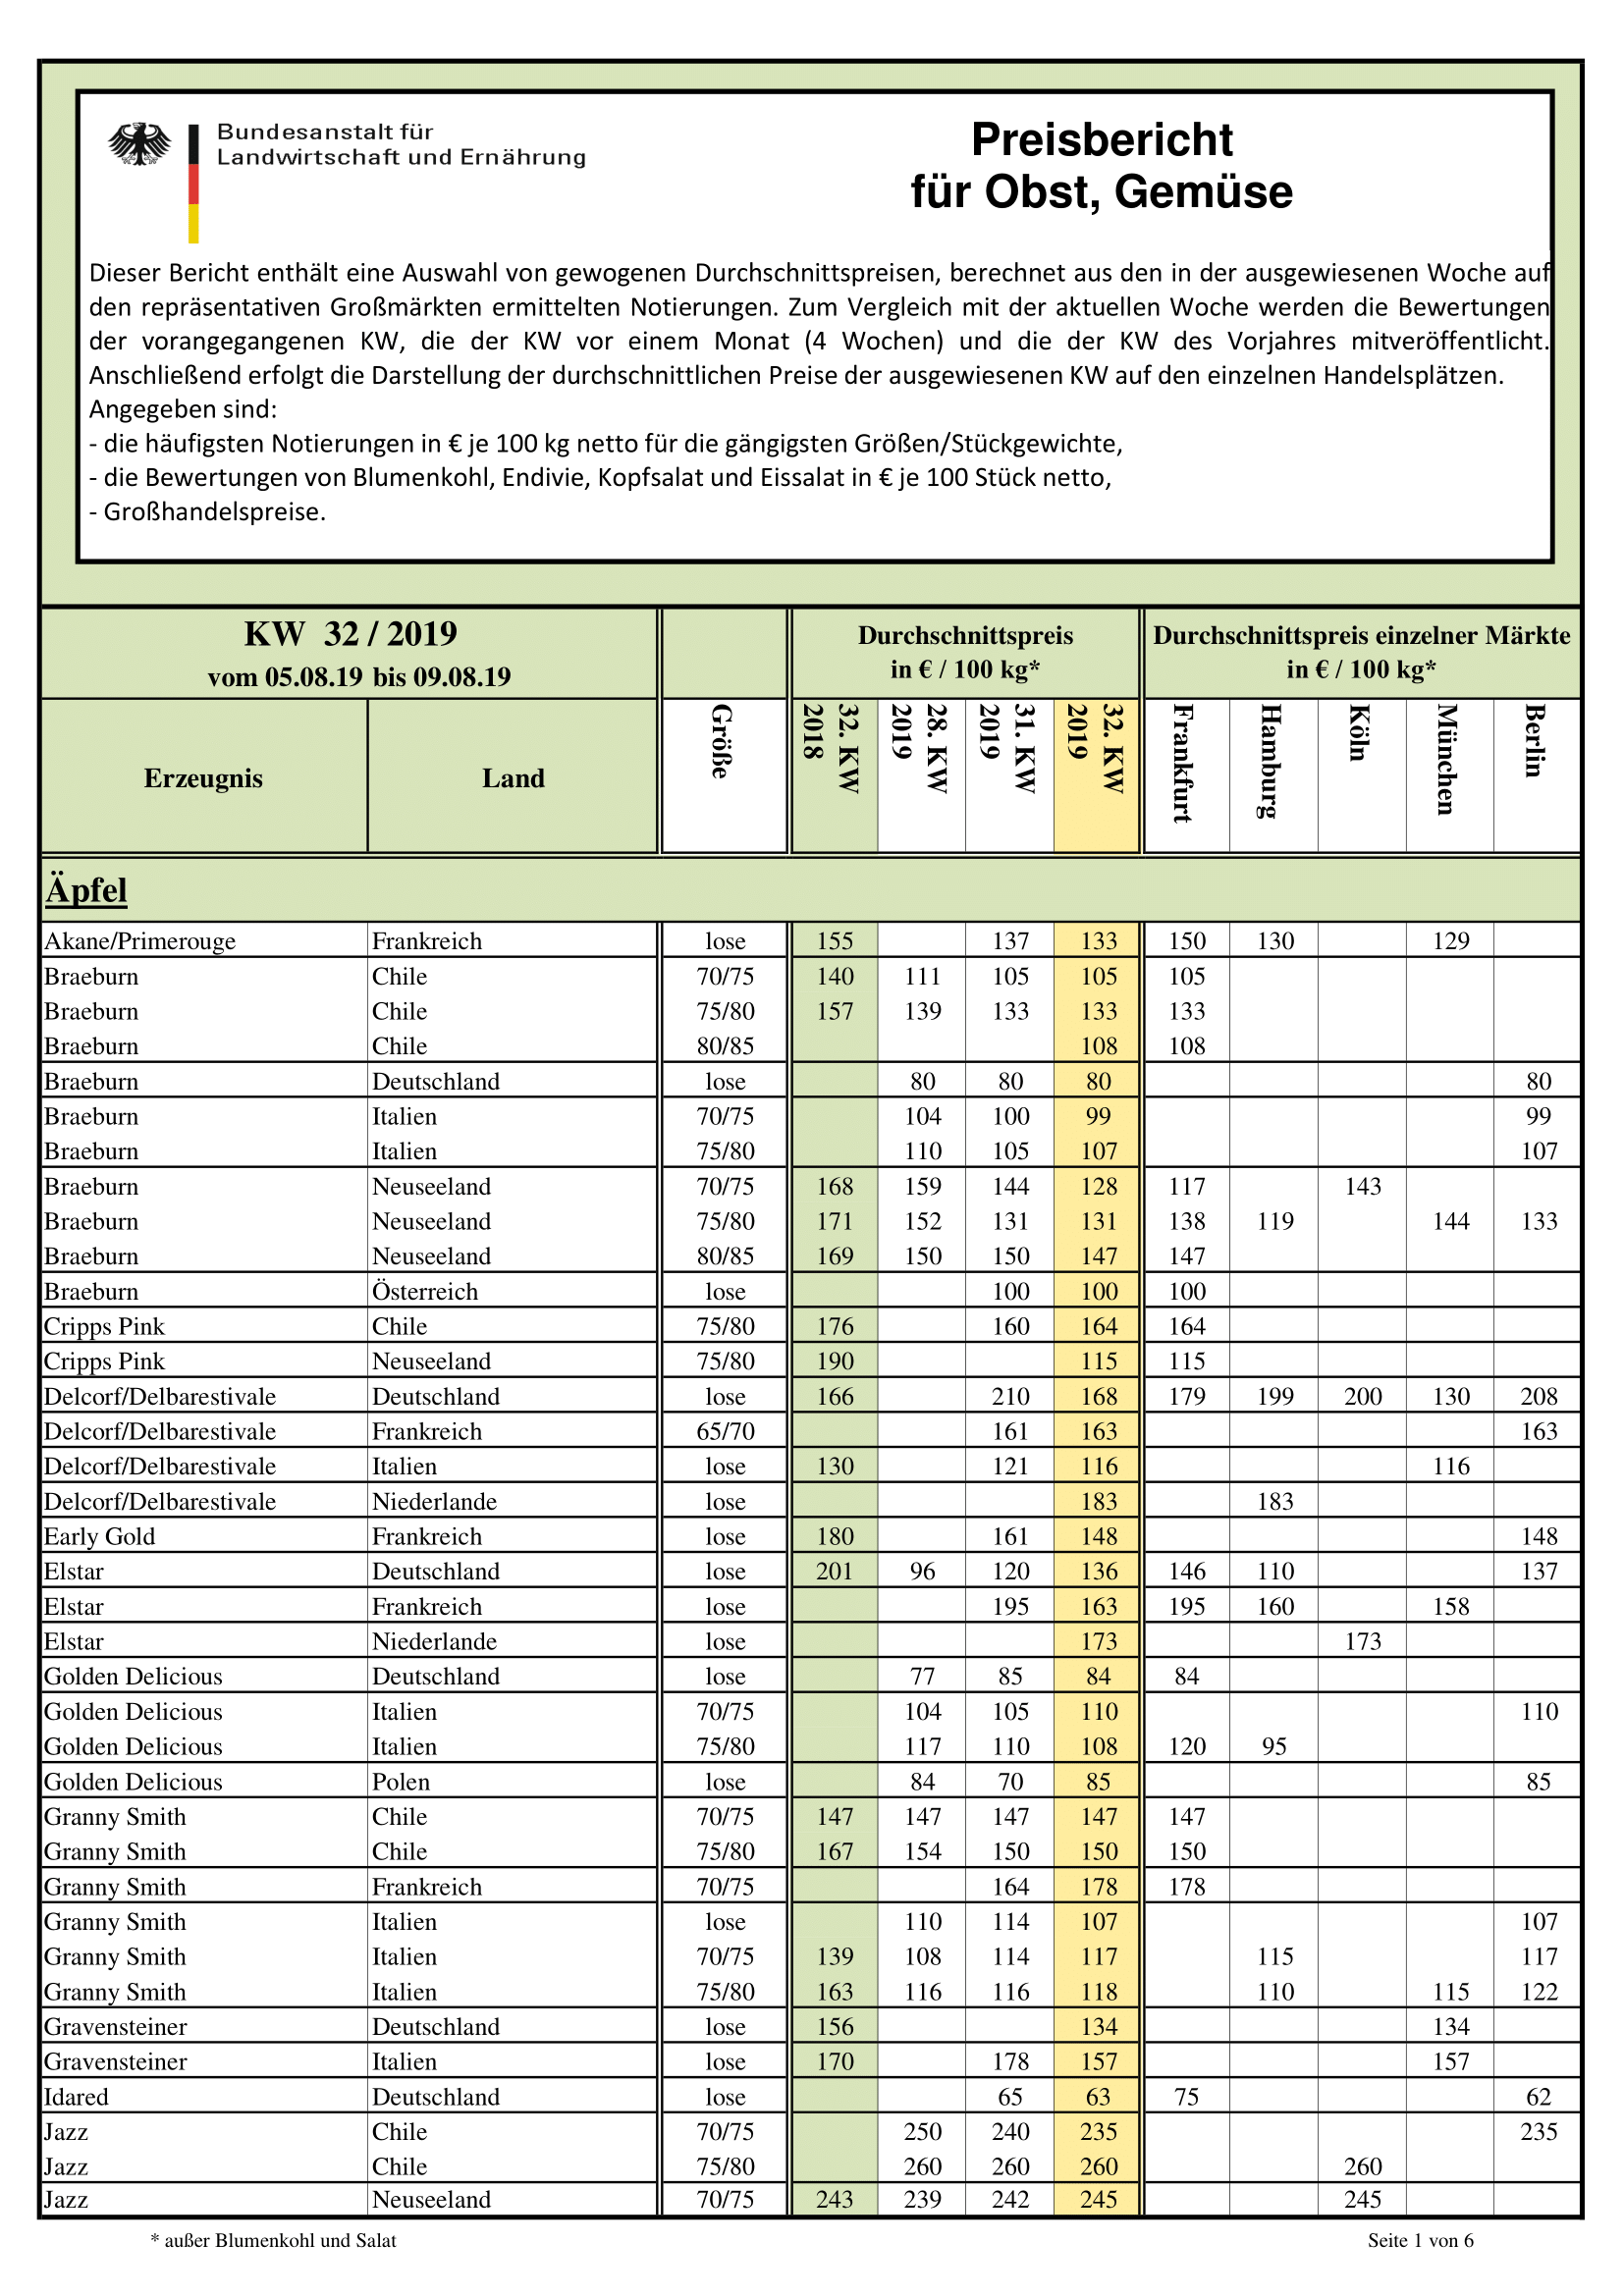 Bundesanstalt für
Landwirtschaft und Ernährung
Preisbericht
für Obst, Gemüse
Dieser Bericht enthält eine Auswahl von gewogenen Durchschnittspreisen, berechnet aus den in der ausgewiesenen Woche auf
den repräsentativen Großmärkten ermittelten Notierungen. Zum Vergleich mit der aktuellen Woche werden die Bewertungen
der vorangegangenen KW, die der KW vor einem Monat (4 Wochen) und die der KW des Vorjahres mitveröffentlicht.
Anschließend erfolgt die Darstellung der durchschnittlichen Preise der ausgewiesenen KW auf den einzelnen Handelsplätzen.
Angegeben sind:
- die häufigsten Notierungen in € je 100 kg netto für die gängigsten Größen/Stückgewichte,
- die Bewertungen von Blumenkohl, Endivie, Kopfsalat und Eissalat in € je 100 Stück netto,
- Großhandelspreise.
KW 32 / 2019
vom 05.08.19 bis 09.08.19
Durchschnittspreis
in € / 100 kg*
Durchschnittspreis einzelner Märkte
in € / 100 kg*
Erzeugnis Land Größe 32. KW 2018 28. KW 2019 31. KW 2019 32. KW 2019 Frankfurt Hamburg Köln München Berlin
Äpfel
Akane/Primerouge Frankreich lose 155 137 133 150 130 129
Braeburn Chile 70/75 140 111 105 105 105
Braeburn Chile 75/80 157 139 133 133 133
Braeburn Chile 80/85 108 108
Braeburn Deutschland lose 80 80 80 80
Braeburn Italien 70/75 104 100 99 99
Braeburn Italien 75/80 110 105 107 107
Braeburn Neuseeland 70/75 168 159 144 128 117 143
Braeburn Neuseeland 75/80 171 152 131 131 138 119 144 133
Braeburn Neuseeland 80/85 169 150 150 147 147
Braeburn Österreich lose 100 100 100
Cripps Pink Chile 75/80 176 160 164 164
Cripps Pink Neuseeland 75/80 190 115 115
Delcorf/Delbarestivale Deutschland lose 166 210 168 179 199 200 130 208
Delcorf/Delbarestivale Frankreich 65/70 161 163 163
Delcorf/Delbarestivale Italien lose 130 121 116 116
Delcorf/Delbarestivale Niederlande lose 183 183
Early Gold Frankreich lose 180 161 148 148
Elstar Deutschland lose 201 96 120 136 146 110 137
Elstar Frankreich lose 195 163 195 160 158
Elstar Niederlande lose 173 173
Golden Delicious Deutschland lose 77 85 84 84
Golden Delicious Italien 70/75 104 105 110 110
Golden Delicious Italien 75/80 117 110 108 120 95
Golden Delicious Polen lose 84 70 85 85
Granny Smith Chile 70/75 147 147 147 147 147
Granny Smith Chile 75/80 167 154 150 150 150
Granny Smith Frankreich 70/75 164 178 178
Granny Smith Italien lose 110 114 107 107
Granny Smith Italien 70/75 139 108 114 117 115 117
Granny Smith Italien 75/80 163 116 116 118 110 115 122
Gravensteiner Deutschland lose 156 134 134
Gravensteiner Italien lose 170 178 157 157
Idared Deutschland lose 65 63 75 62
Jazz Chile 70/75 250 240 235 235
Jazz Chile 75/80 260 260 260 260
Jazz Neuseeland 70/75 243 239 242 245 245
* außer Blumenkohl und Salat
Seite 1 von 6